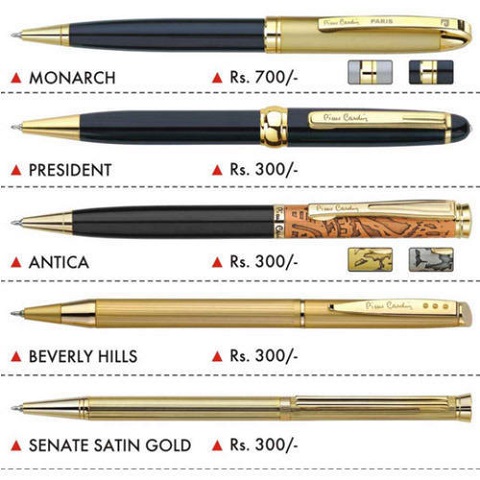 Pierre Cardin PARIS
▲ MONARCH ▲ Rs. 700/-
Pierre Cardin
▲ PRESIDENT ▲ Rs. 300/-
Pierre Cardin
▲ ANTICA ▲ Rs. 300/-
Pierre Cardin
▲ BEVERLY HILLS ▲ Rs. 300/-
▲ SENATE SATIN GOLD ▲ Rs. 300/-